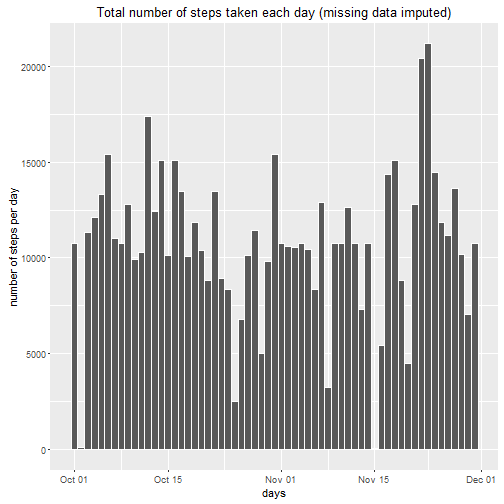 Total number of steps taken each day (missing data imputed)
number of steps per day
20000
15000
10000
5000
0
Oct 01
Oct 15
Nov 01
Nov 15
Dec 01
days